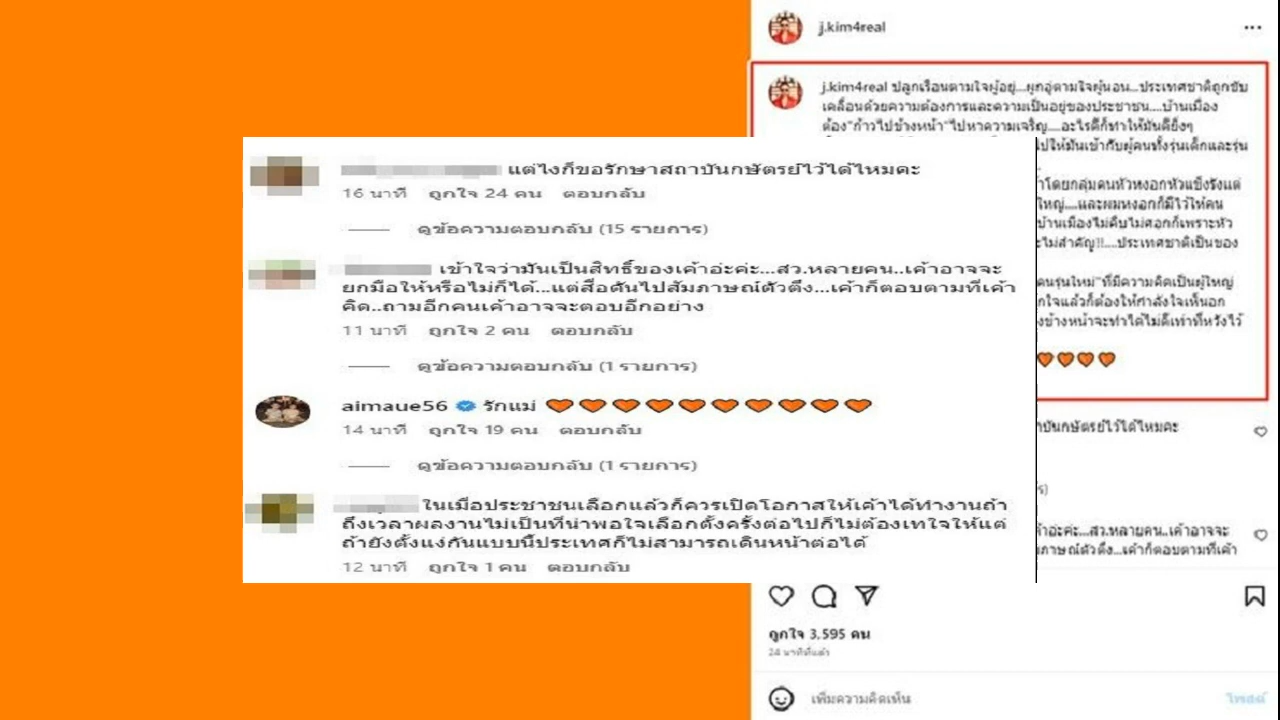 j.kim4real
j.kim4real ปลูกเรือนตามใจผู้อยู่...ผูกอู่ตามใจผู้นอน...ประเทศชาติถูกขับ
เคลื่อนด้วยความต้องการและความเป็นอยู่ของประชาชน....บ้านเมือง
ต้อง"ก้าวไปข้างหน้า"ไปหาความเจริญ....อะไรดีก็ทำให้มันดียิ่งๆ
ไปให้มันเข้ากับผู้คนทั้งรุ่นเด็กและรุ่น
โดยกลุ่มคนหัวหงอกหัวแข็งรังแต่
ใหญ่....และผมหงอกก็มีไว้ให้คน
บ้านเมืองไม่คืบไม่ศอกก็เพราะหัว
ะไม่สำคัญ!!....ประเทศชาติเป็นของ
คนรุ่นใหม่"ที่มีความคิดเป็นผู้ใหญ่
กใจแล้วก็ต้องให้กำลังใจเห็นอก
งข้างหน้าจะทำได้ไม่ดีเท่าที่หวังไว้
🧡🧡🧡🧡
แต่ไงก็ขอรักษาสถาบันกษัตรย์ไว้ได้ไหมคะ
16 นาที ถูกใจ 24 คน ตอบกลับ
ดูข้อความตอบกลับ (15 รายการ)
เข้าใจว่ามันเป็นสิทธิ์ของเค้าอ่ะค่ะ...สว.หลายคน..เค้าอาจจะ
ยกมือให้หรือไม่ก็ได้...แต่สื่อดันไปสัมภาษณ์ตัวตึง...เค้าก็ตอบตามที่เค้า
คิด..ถามอีกคนเค้าอาจจะตอบอีกอย่าง
11 นาที ถูกใจ 2 คน ตอบกลับ
ดูข้อความตอบกลับ (1 รายการ)
aimaue56 รักแม่ 🧡🧡🧡🧡🧡🧡🧡🧡🧡🧡
14 นาที ถูกใจ 19 คน ตอบกลับ
ดูข้อความตอบกลับ (1 รายการ)
ในเมื่อประชาชนเลือกแล้วก็ควรเปิดโอกาสให้เค้าได้ทำงานถ้า
ถึงเวลาผลงานไม่เป็นที่น่าพอใจเลือกตั้งครั้งต่อไปก็ไม่ต้องเทใจให้แต่
ถ้ายังตั้งแง่กันแบบนี้ประเทศก็ไม่สามารถเดินหน้าต่อได้
12 นาที ถูกใจ 1 คน ตอบกลับ
าบันกษัตรย์ไว้ได้ไหมคะ
ค้าอ่ะค่ะ...สว.หลายคน..เค้าอาจจะ
ภาษณ์ตัวตึง...เค้าก็ตอบตามที่เค้า
ถูกใจ 3,595 คน
24 นาทีที่แล้ว
เพิ่มความคิดเห็น
โพสต์